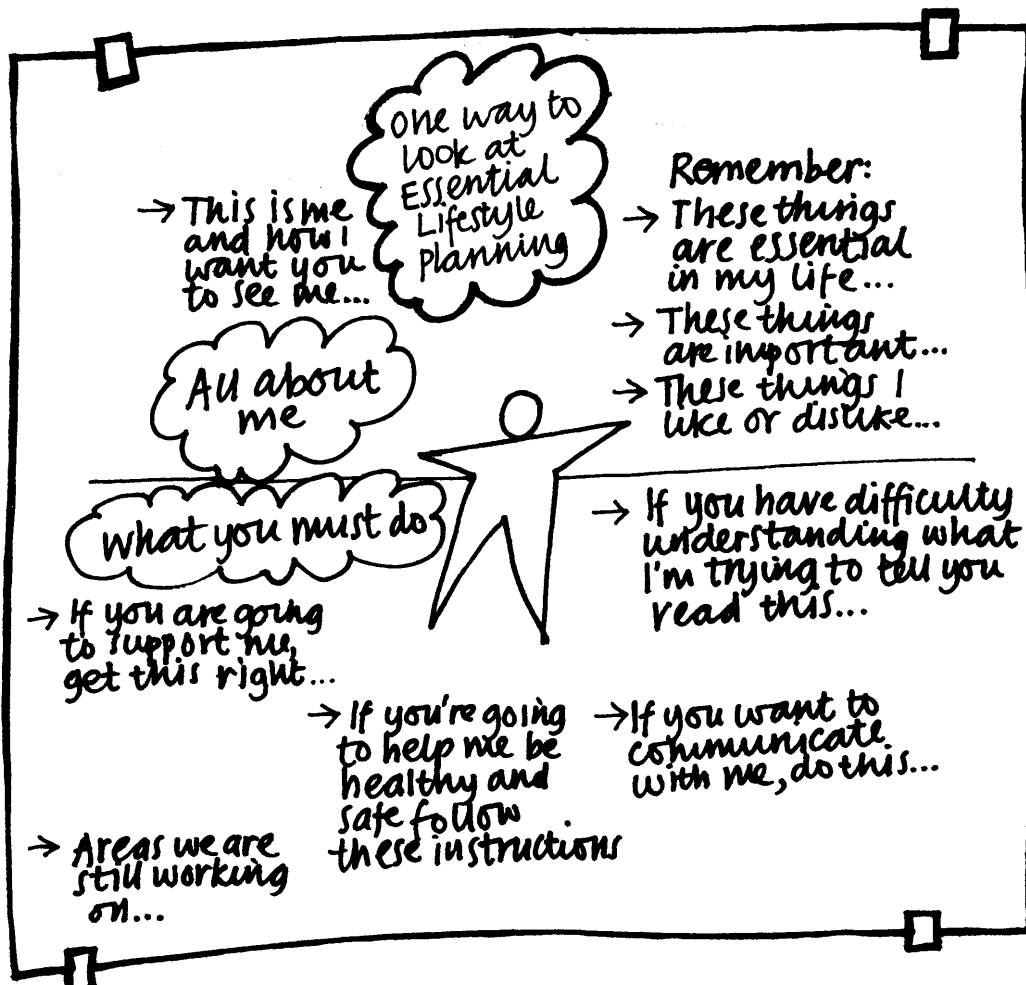 One way to
look at
Essential
Lifestyle
planning
→ This is me
and how I
want you
to see me...
Remember:
→ These things
are essential
in my life...
→ These things
are important...
→ These things I
like or dislike...
All about
me
What you must do
→ If you are going
to support me,
get this right...
→ If you have difficulty
understanding what
I'm trying to tell you
read this...
→ If you're going
to help me be
healthy and
safe follow
these instructions
→ If you want to
communicate
with me, do this...
→ Areas we are
still working
on...